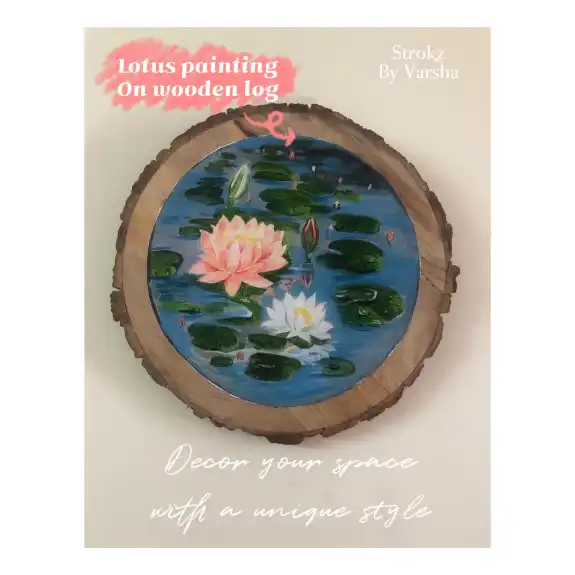 Lotus painting
On wooden log
Strokz
By Varsha
Decor your space
with a unique style